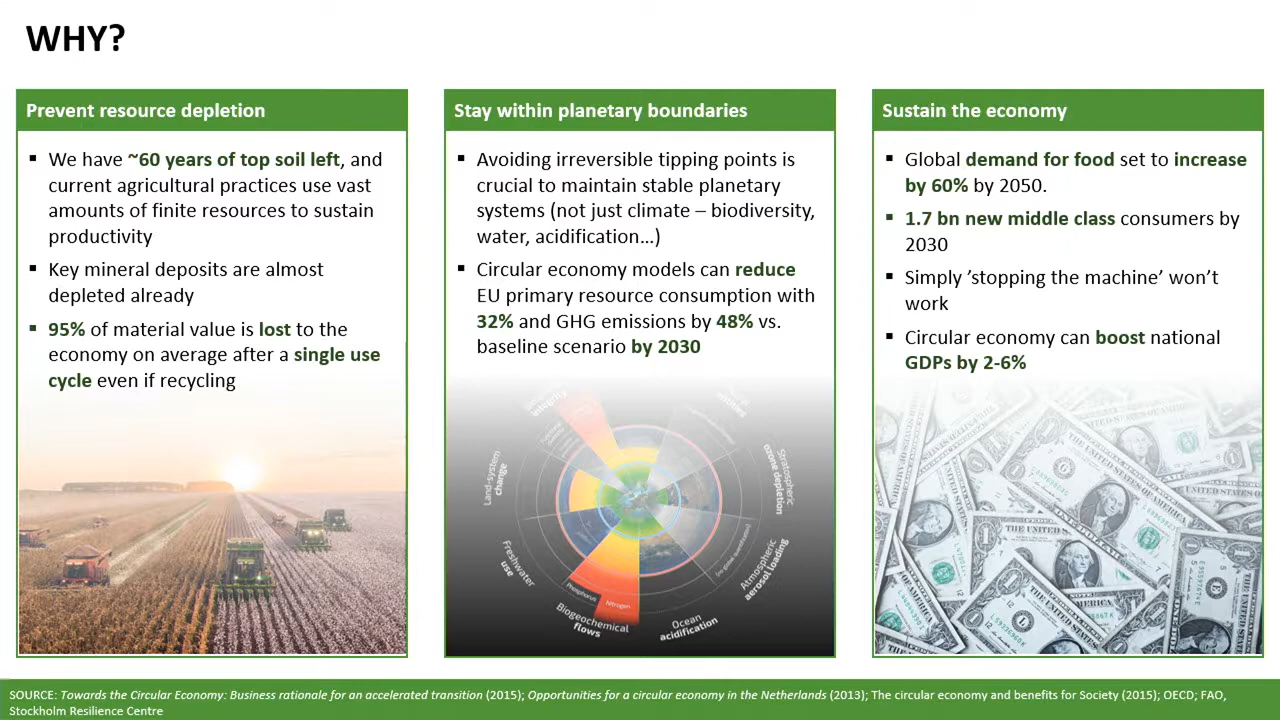 WHY?
Prevent resource depletion
▪ We have ~60 years of top soil left, and
current agricultural practices use vast
amounts of finite resources to sustain
productivity
▪ Key mineral deposits are almost
depleted already
▪ 95% of material value is lost to the
economy on average after a single use
cycle even if recycling
Stay within planetary boundaries
▪ Avoiding irreversible tipping points is
crucial to maintain stable planetary
systems (not just climate – biodiversity,
water, acidification…)
▪ Circular economy models can reduce
EU primary resource consumption with
32% and GHG emissions by 48% vs.
baseline scenario by 2030
integrity
Land-system
change
Freshwater
use
Phosphorus
Nitrogen
Biogeochemical
flows
Ocean
acidification
Atmospheric
aerosol loading
Stratospheric
ozone depletion
Sustain the economy
▪ Global demand for food set to increase
by 60% by 2050.
▪ 1.7 bn new middle class consumers by
2030
▪ Simply ’stopping the machine’ won’t
work
▪ Circular economy can boost national
GDPs by 2-6%
SOURCE: Towards the Circular Economy: Business rationale for an accelerated transition (2015); Opportunities for a circular economy in the Netherlands (2013); The circular economy and benefits for Society (2015); OECD; FAO,
Stockholm Resilience Centre